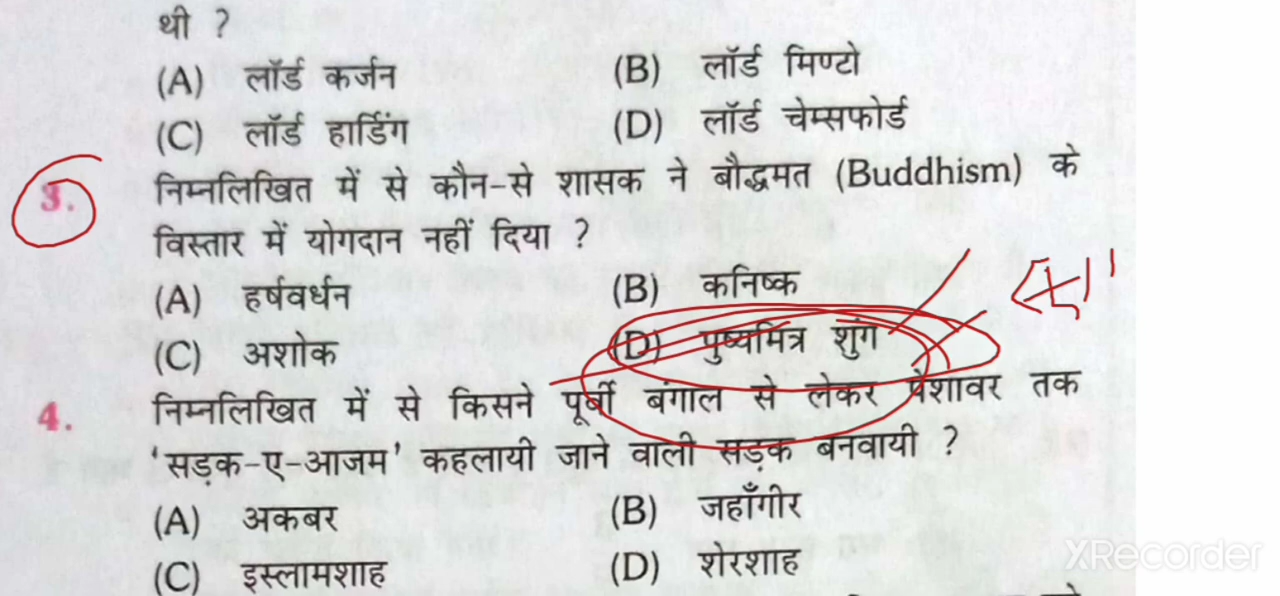 थी ?
(A) लॉर्ड कर्जन (B) लॉर्ड मिण्टो
(C) लॉर्ड हार्डिंग (D) लॉर्ड चेम्सफोर्ड
3. निम्नलिखित में से कौन-से शासक ने बौद्धमत (Buddhism) के
विस्तार में योगदान नहीं दिया ?
(A) हर्षवर्धन (B) कनिष्क
(C) अशोक (D) पुष्यमित्र शुंग
4. निम्नलिखित में से किसने पूर्वी बंगाल से लेकर पेशावर तक
'सड़क-ए-आजम' कहलायी जाने वाली सड़क बनवायी ?
(A) अकबर (B) जहाँगीर
(C) इस्लामशाह (D) शेरशाह
XRecorder